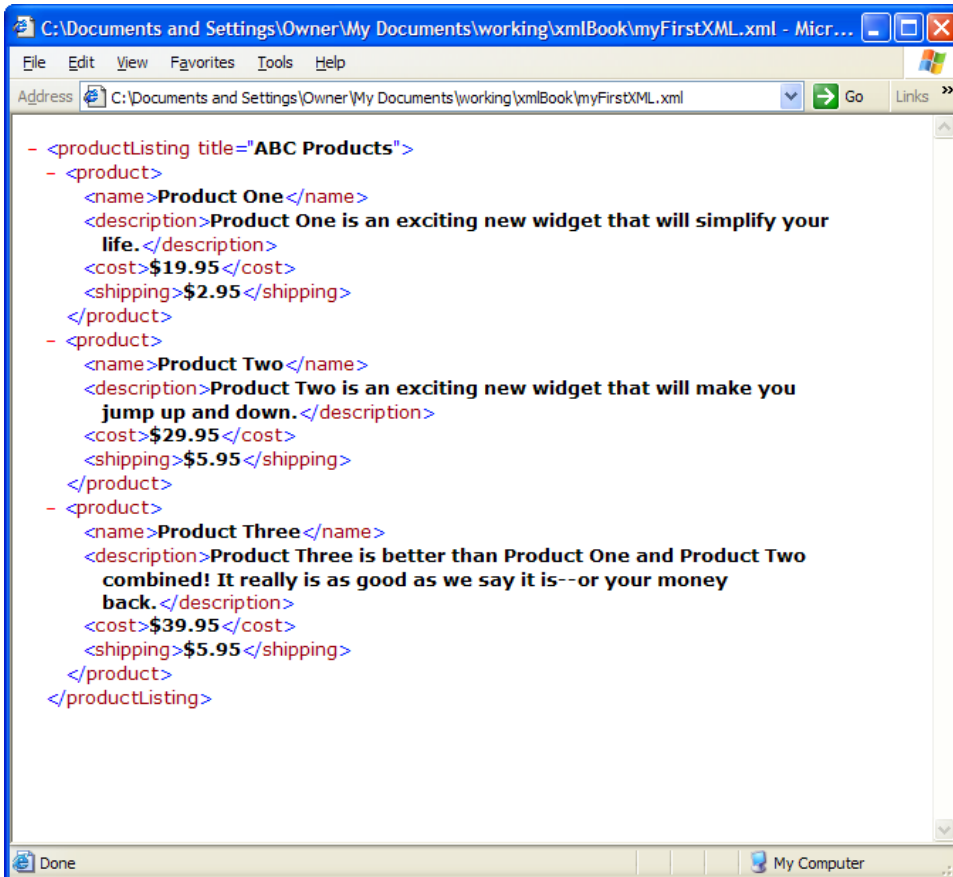 C:\Documents and Settings\Owner\My Documents\working\xmlBook\myFirstXML.xml - Micr...
File Edit View Favorites Tools Help
Address C:\Documents and Settings\Owner\My Documents\working\xmlBook\myFirstXML.xml Go Links »
- <productListing title="ABC Products">
- <product>
<name>Product One</name>
<description>Product One is an exciting new widget that will simplify your
life.</description>
<cost>$19.95</cost>
<shipping>$2.95</shipping>
</product>
- <product>
<name>Product Two</name>
<description>Product Two is an exciting new widget that will make you
jump up and down.</description>
<cost>$29.95</cost>
<shipping>$5.95</shipping>
</product>
- <product>
<name>Product Three</name>
<description>Product Three is better than Product One and Product Two
combined! It really is as good as we say it is--or your money
back.</description>
<cost>$39.95</cost>
<shipping>$5.95</shipping>
</product>
</productListing>
Done My Computer